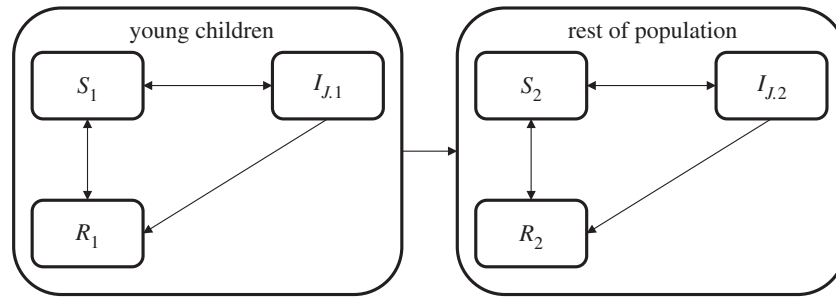 young children
rest of population
S1
IJ,1
S2
IJ,2
R1
R2